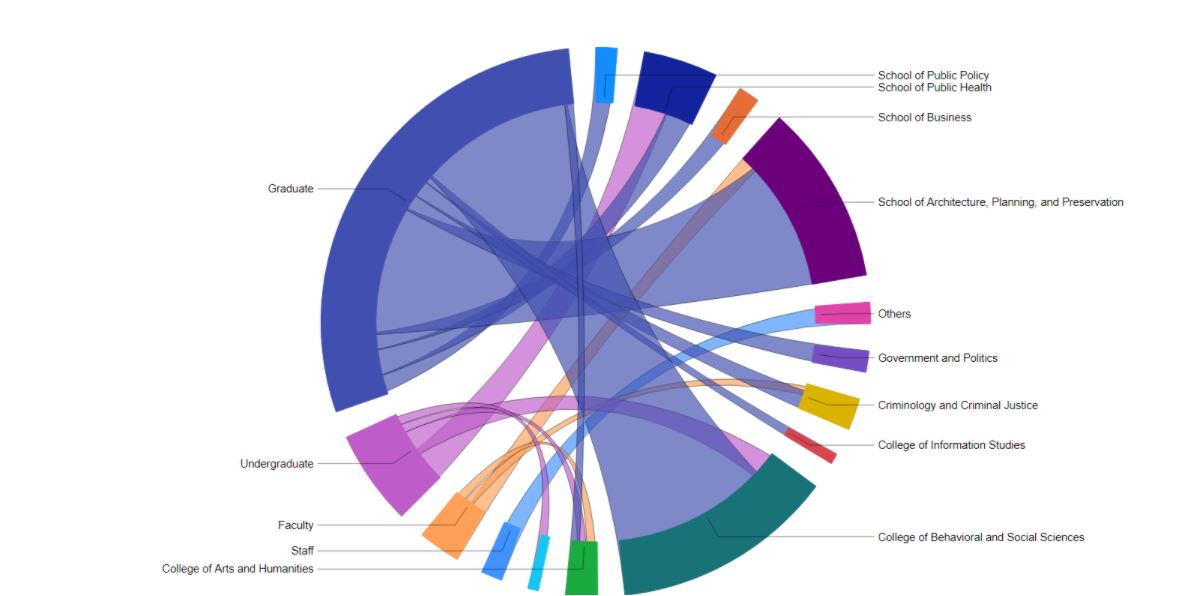 School of Public Policy
School of Public Health
School of Business
Graduate
School of Architecture, Planning, and Preservation
Others
Government and Politics
Criminology and Criminal Justice
College of Information Studies
Undergraduate
Faculty
College of Behavioral and Social Sciences
Staff
College of Arts and Humanities